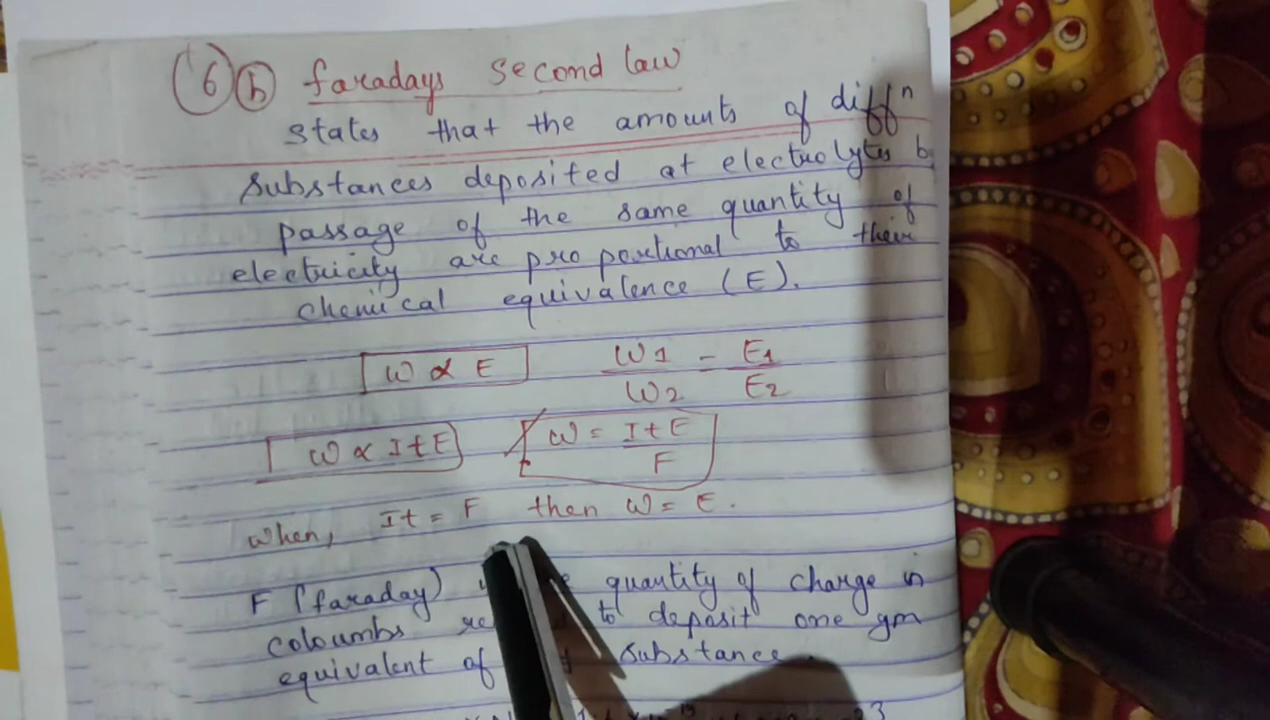 (6) (b) faradays second law
states that the amounts of diffn
substances deposited at electrolytes b
passage of the same quantity of
electricity are proportional to their
chemical equivalence (E).
W ∝ E W1/W2 = E1/E2
W ∝ ItE W = ItE/F
when, It = F then W = E.
F (faraday) quantity of charge in
coloumbs to deposit one gm
equivalent of substance.